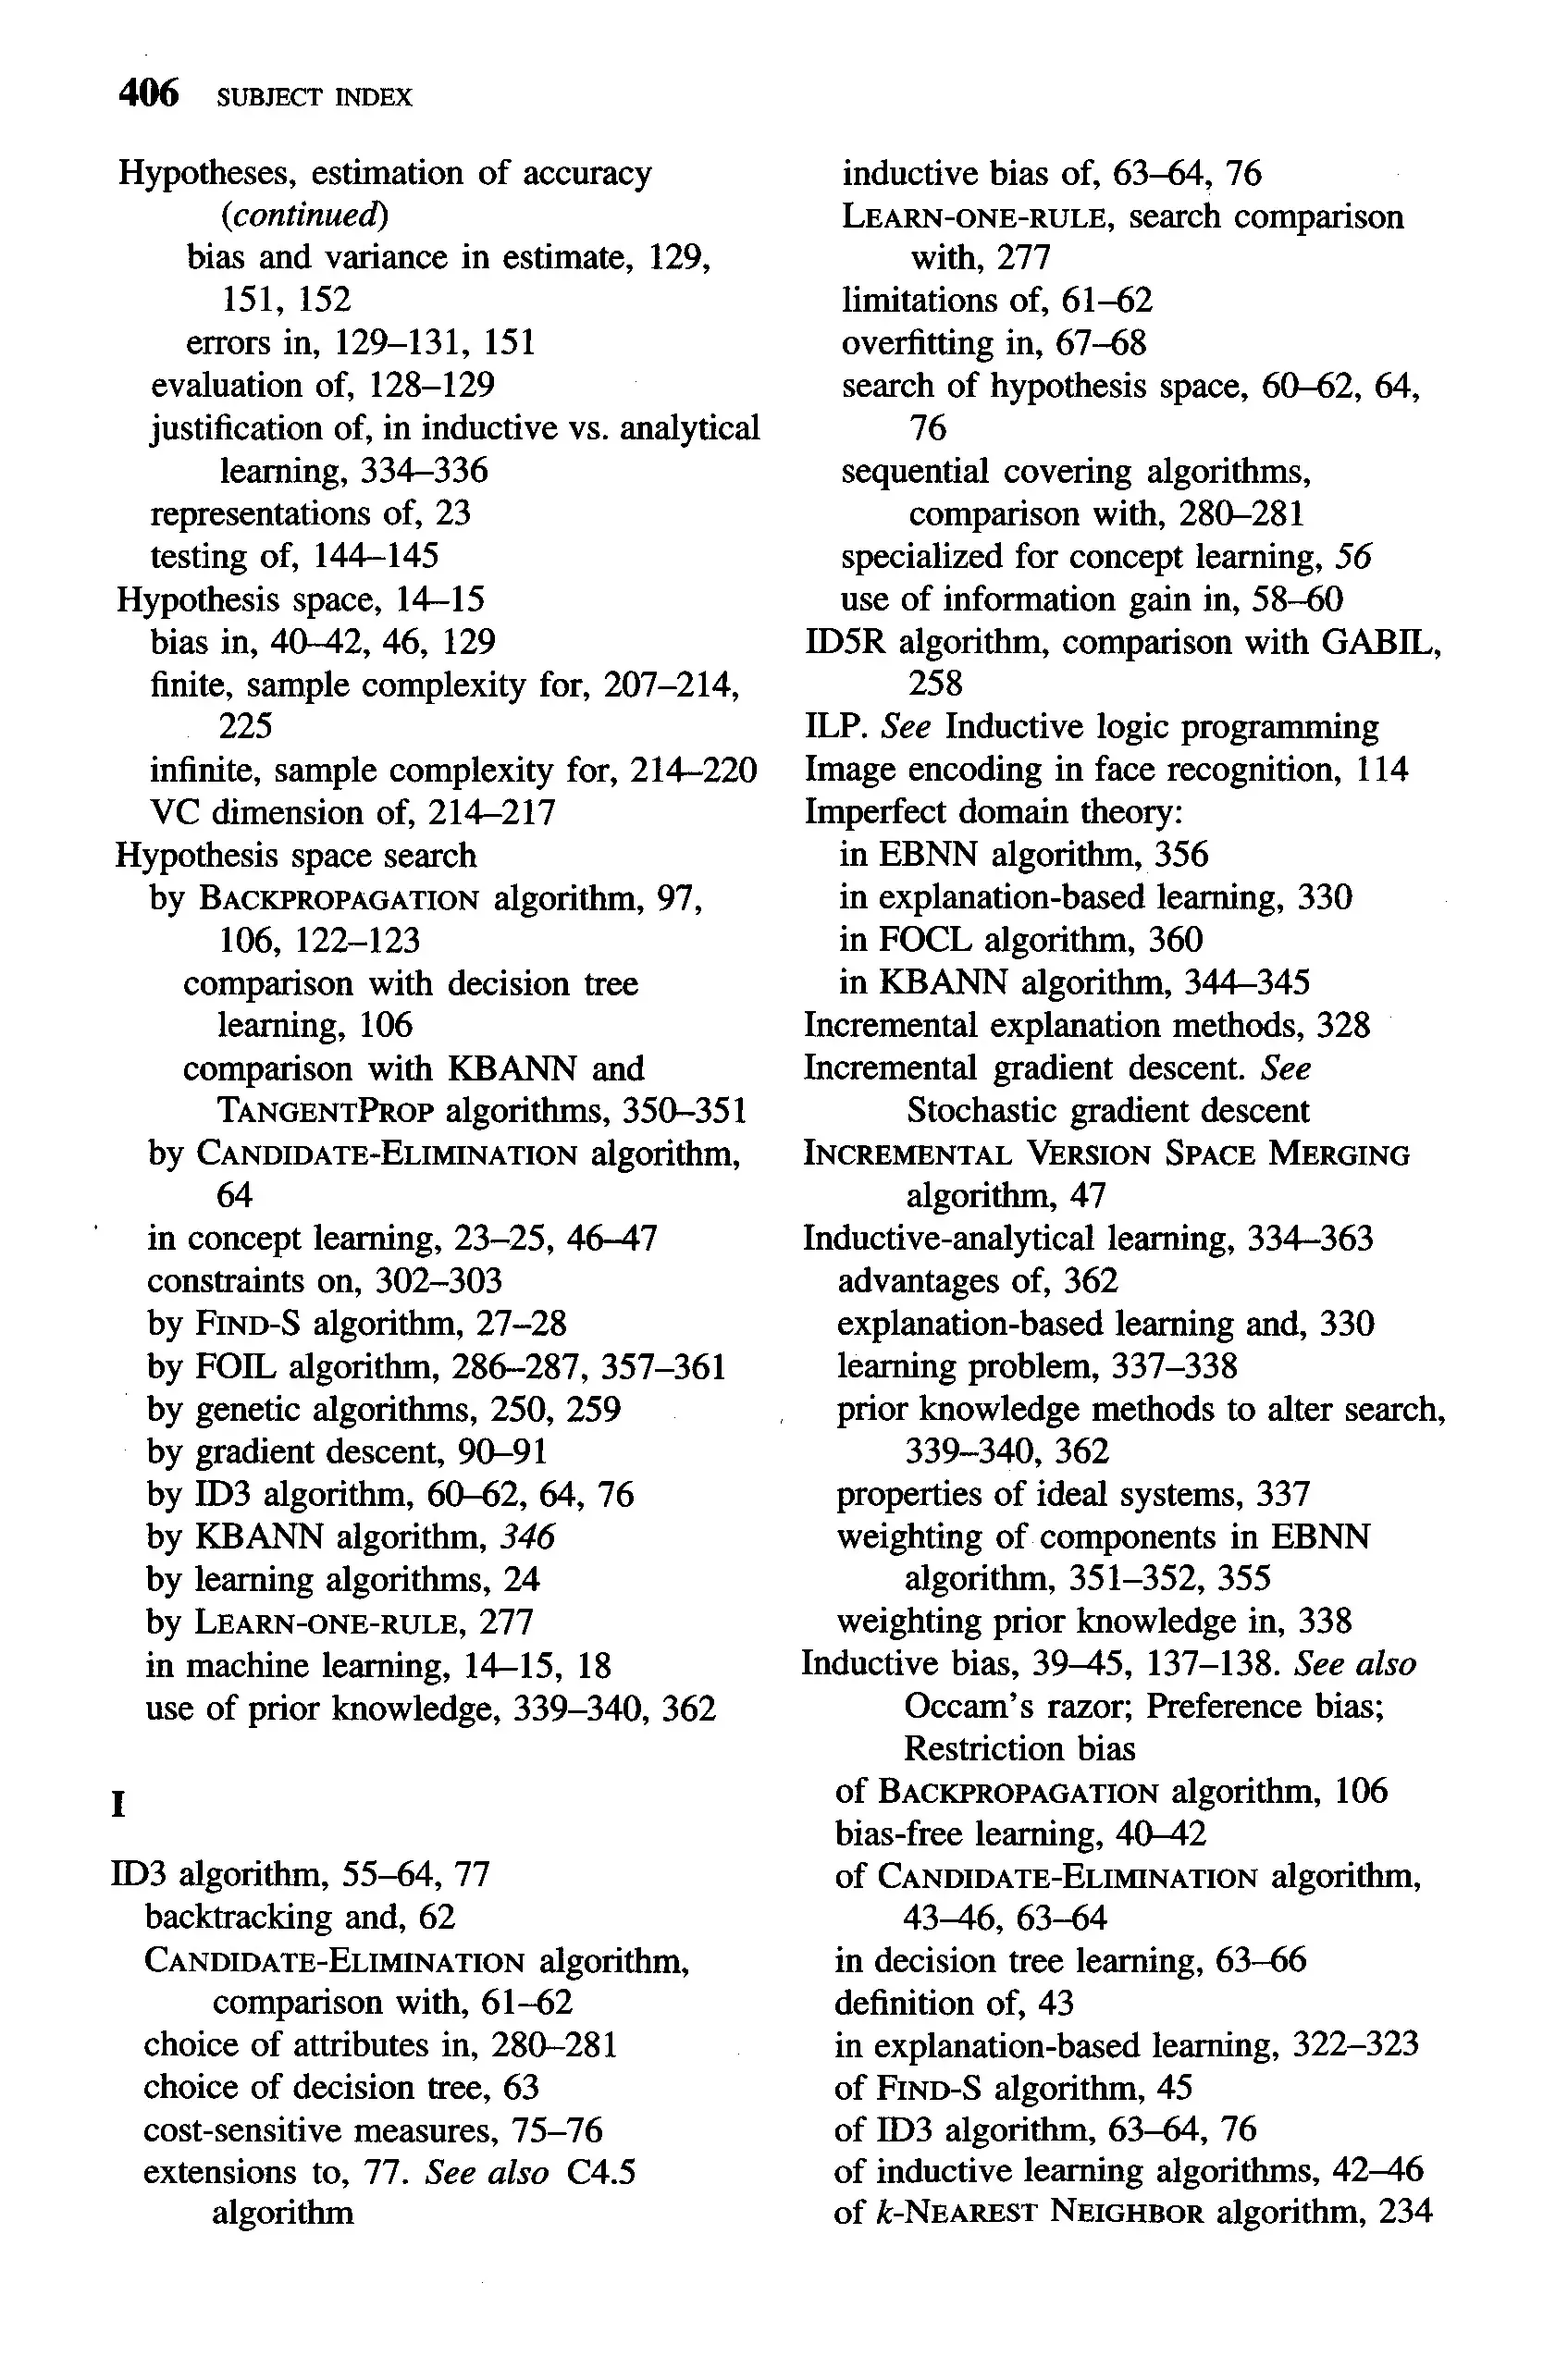 406 SUBJECT INDEX
Hypotheses, estimation of accuracy
(continued)
bias and variance in estimate, 129,
151, 152
errors in, 129–131, 151
evaluation of, 128–129
justification of, in inductive vs. analytical
learning, 334–336
representations of, 23
testing of, 144–145
Hypothesis space, 14–15
bias in, 40–42, 46, 129
finite, sample complexity for, 207–214,
225
infinite, sample complexity for, 214–220
VC dimension of, 214–217
Hypothesis space search
by BACKPROPAGATION algorithm, 97,
106, 122–123
comparison with decision tree
learning, 106
comparison with KBANN and
TANGENTPROP algorithms, 350–351
by CANDIDATE-ELIMINATION algorithm,
64
in concept learning, 23–25, 46–47
constraints on, 302–303
by FIND-S algorithm, 27–28
by FOIL algorithm, 286–287, 357–361
by genetic algorithms, 250, 259
by gradient descent, 90–91
by ID3 algorithm, 60–62, 64, 76
by KBANN algorithm, 346
by learning algorithms, 24
by LEARN-ONE-RULE, 277
in machine learning, 14–15, 18
use of prior knowledge, 339–340, 362
I
ID3 algorithm, 55–64, 77
backtracking and, 62
CANDIDATE-ELIMINATION algorithm,
comparison with, 61–62
choice of attributes in, 280–281
choice of decision tree, 63
cost-sensitive measures, 75–76
extensions to, 77. See also C4.5
algorithm
inductive bias of, 63–64, 76
LEARN-ONE-RULE, search comparison
with, 277
limitations of, 61–62
overfitting in, 67–68
search of hypothesis space, 60–62, 64,
76
sequential covering algorithms,
comparison with, 280–281
specialized for concept learning, 56
use of information gain in, 58–60
ID5R algorithm, comparison with GABIL,
258
ILP. See Inductive logic programming
Image encoding in face recognition, 114
Imperfect domain theory:
in EBNN algorithm, 356
in explanation-based learning, 330
in FOCL algorithm, 360
in KBANN algorithm, 344–345
Incremental explanation methods, 328
Incremental gradient descent. See
Stochastic gradient descent
INCREMENTAL VERSION SPACE MERGING
algorithm, 47
Inductive-analytical learning, 334–363
advantages of, 362
explanation-based learning and, 330
learning problem, 337–338
prior knowledge methods to alter search,
339–340, 362
properties of ideal systems, 337
weighting of components in EBNN
algorithm, 351–352, 355
weighting prior knowledge in, 338
Inductive bias, 39–45, 137–138. See also
Occam's razor; Preference bias;
Restriction bias
of BACKPROPAGATION algorithm, 106
bias-free learning, 40–42
of CANDIDATE-ELIMINATION algorithm,
43–46, 63–64
in decision tree learning, 63–66
definition of, 43
in explanation-based learning, 322–323
of FIND-S algorithm, 45
of ID3 algorithm, 63–64, 76
of inductive learning algorithms, 42–46
of k-NEAREST NEIGHBOR algorithm, 234